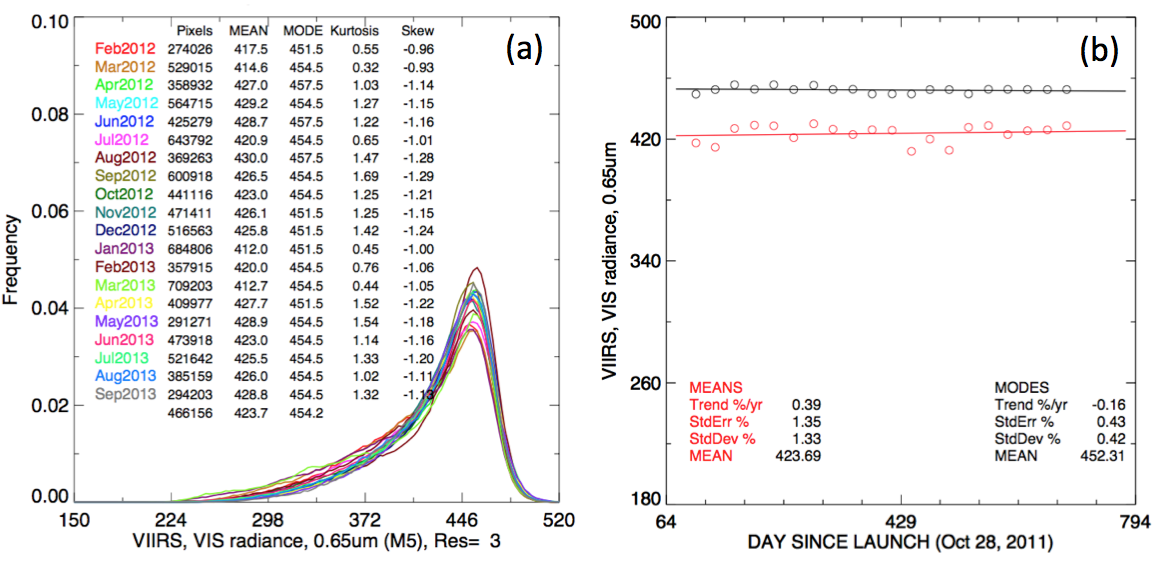 (a)
Pixels MEAN MODE Kurtosis Skew
Feb2012 274026 417.5 451.5 0.55 -0.96
Mar2012 529015 414.6 454.5 0.32 -0.93
Apr2012 358932 427.0 457.5 1.03 -1.14
May2012 564715 429.2 454.5 1.27 -1.15
Jun2012 425279 428.7 457.5 1.22 -1.16
Jul2012 643792 420.9 454.5 0.65 -1.01
Aug2012 369263 430.0 457.5 1.47 -1.28
Sep2012 600918 426.5 454.5 1.69 -1.29
Oct2012 441116 423.0 454.5 1.25 -1.21
Nov2012 471411 426.1 451.5 1.25 -1.15
Dec2012 516563 425.8 451.5 1.42 -1.24
Jan2013 684806 412.0 451.5 0.45 -1.00
Feb2013 357915 420.0 454.5 0.76 -1.06
Mar2013 709203 412.7 454.5 0.44 -1.05
Apr2013 409977 427.7 451.5 1.52 -1.22
May2013 291271 428.9 454.5 1.54 -1.18
Jun2013 473918 423.0 454.5 1.14 -1.16
Jul2013 521642 425.5 454.5 1.33 -1.20
Aug2013 385159 426.0 454.5 1.02 -1.11
Sep2013 294203 428.8 454.5 1.32 -1.13
466156 423.7 454.2
0.10
0.08
0.06
0.04
0.02
0.00
Frequency
150 224 298 372 446 520
VIIRS, VIS radiance, 0.65um (M5), Res= 3
(b)
500
420
340
260
180
VIIRS, VIS radiance, 0.65um
MEANS
Trend %/yr 0.39
StdErr % 1.35
StdDev % 1.33
MEAN 423.69
MODES
Trend %/yr -0.16
StdErr % 0.43
StdDev % 0.42
MEAN 452.31
64 429 794
DAY SINCE LAUNCH (Oct 28, 2011)